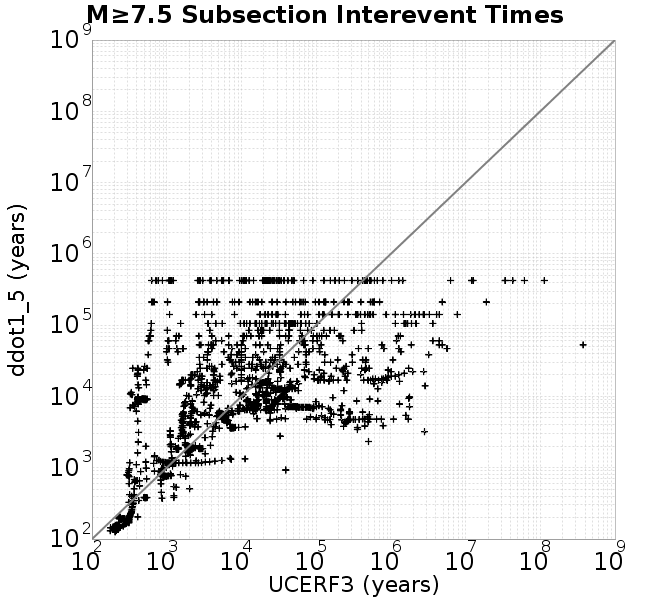 M≥7.5 Subsection Interevent Times
10^9
10^8
10^7
10^6
10^5
10^4
10^3
10^2
ddot1_5 (years)
10^2 10^3 10^4 10^5 10^6 10^7 10^8 10^9
UCERF3 (years)